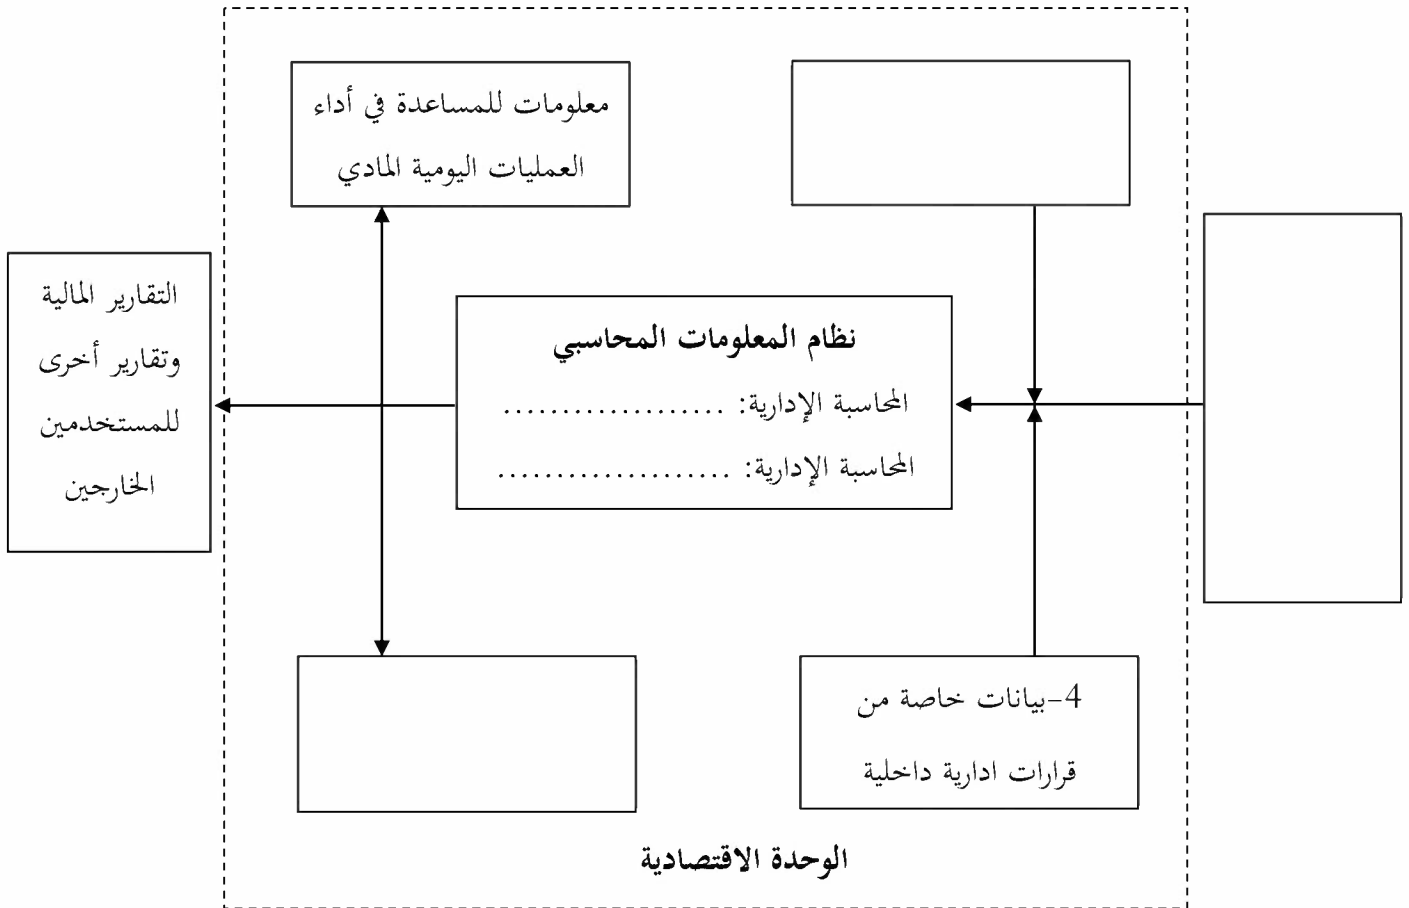 معلومات للمساعدة في أداء
العمليات اليومية المادي
التقارير المالية
وتقارير أخرى
للمستخدمين
الخارجين
نظام المعلومات المحاسبي
المحاسبة الإدارية: ...................
المحاسبة الإدارية: ....................
4-بيانات خاصة من
قرارات ادارية داخلية
الوحدة الاقتصادية